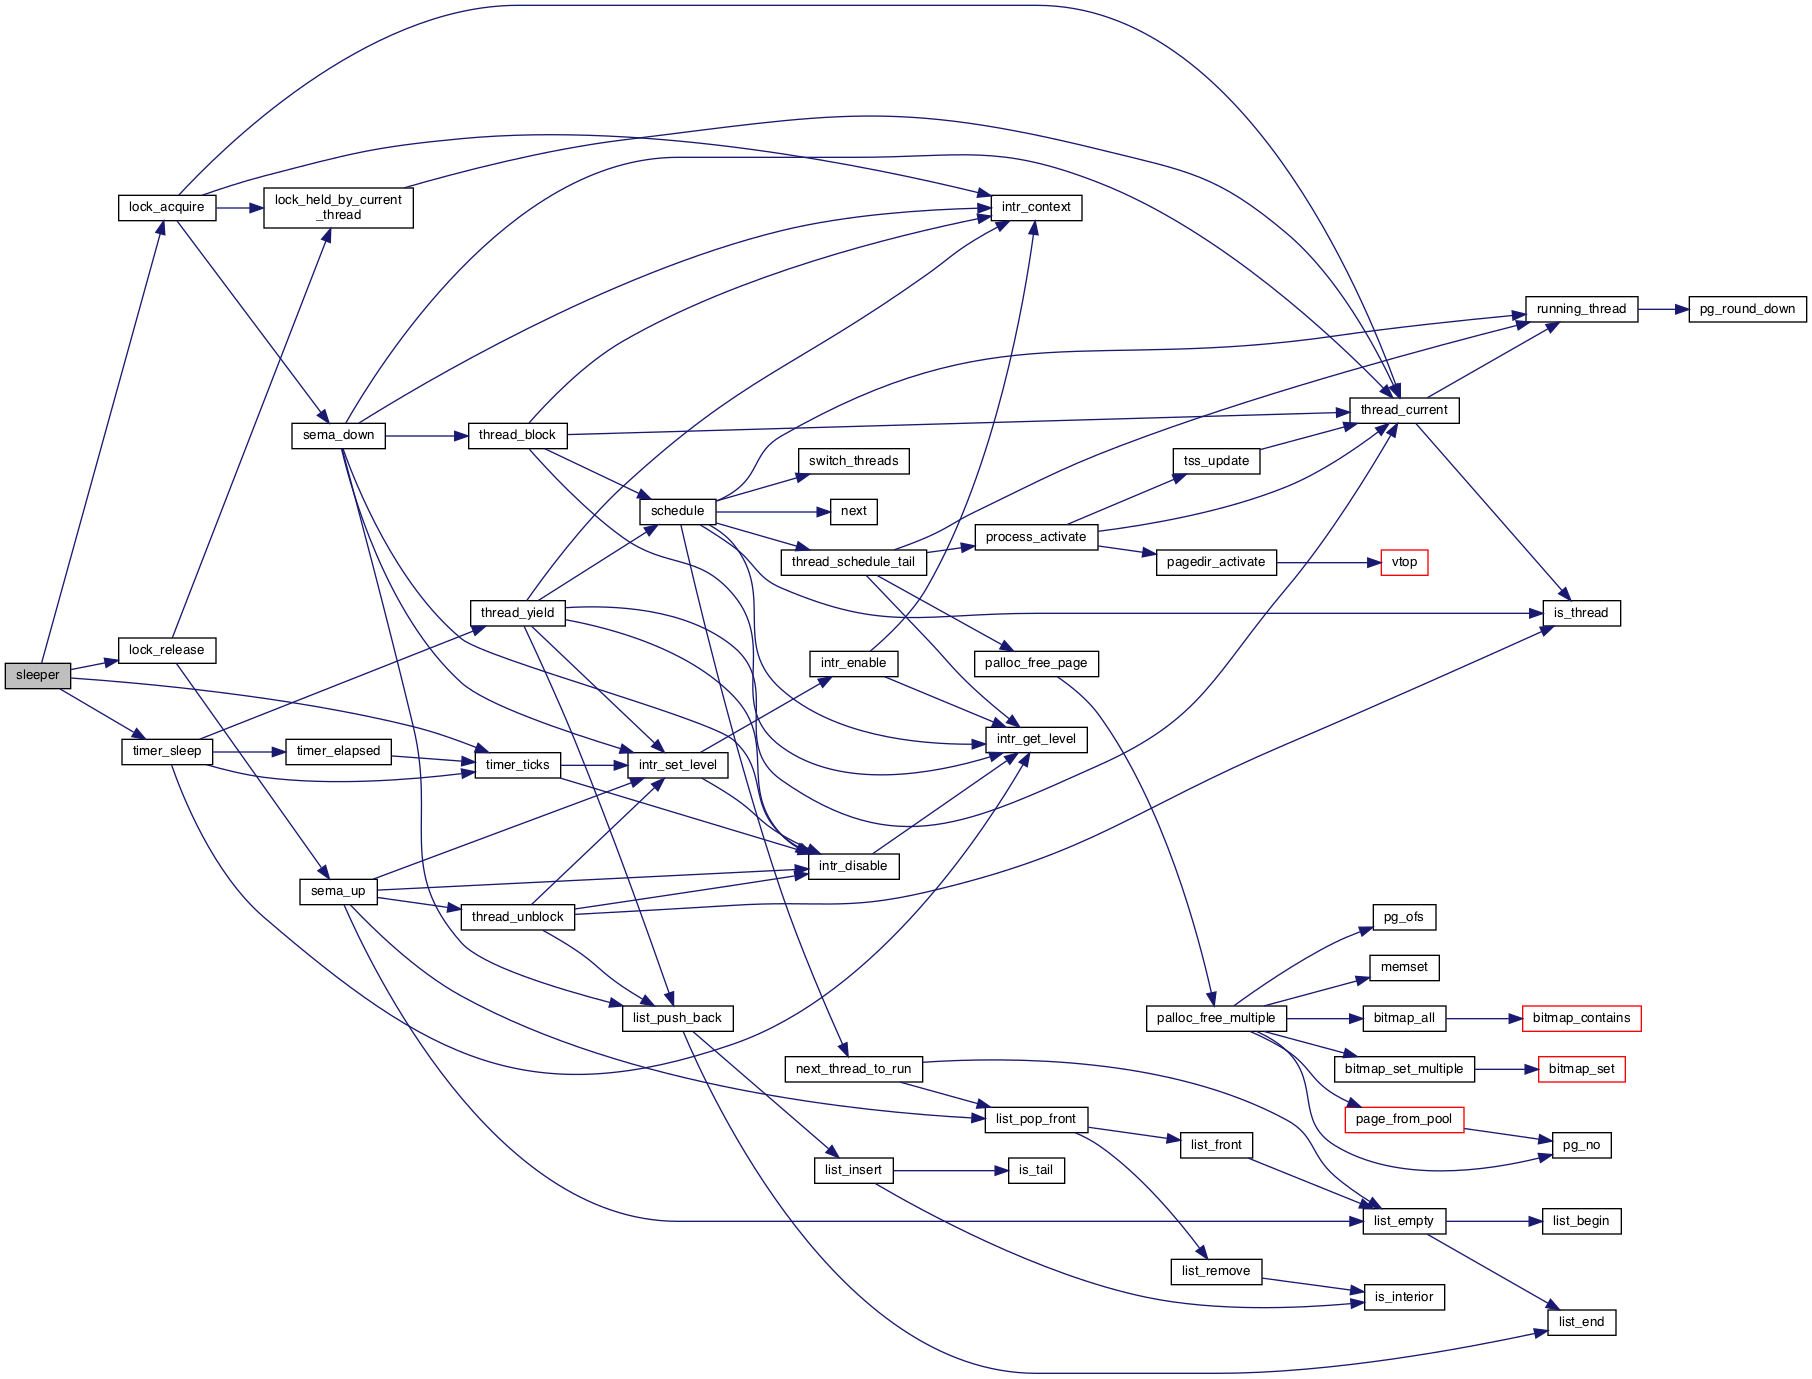 lock_acquire
lock_held_by_current
_thread
intr_context
running_thread
pg_round_down
thread_current
sema_down
thread_block
switch_threads
tss_update
schedule
next
process_activate
thread_schedule_tail
pagedir_activate
vtop
thread_yield
is_thread
lock_release
intr_enable
palloc_free_page
sleeper
timer_sleep
timer_elapsed
timer_ticks
intr_set_level
intr_get_level
intr_disable
sema_up
thread_unblock
pg_ofs
memset
list_push_back
palloc_free_multiple
bitmap_all
bitmap_contains
next_thread_to_run
bitmap_set_multiple
bitmap_set
list_pop_front
page_from_pool
list_front
pg_no
list_insert
is_tail
list_empty
list_begin
list_remove
is_interior
list_end